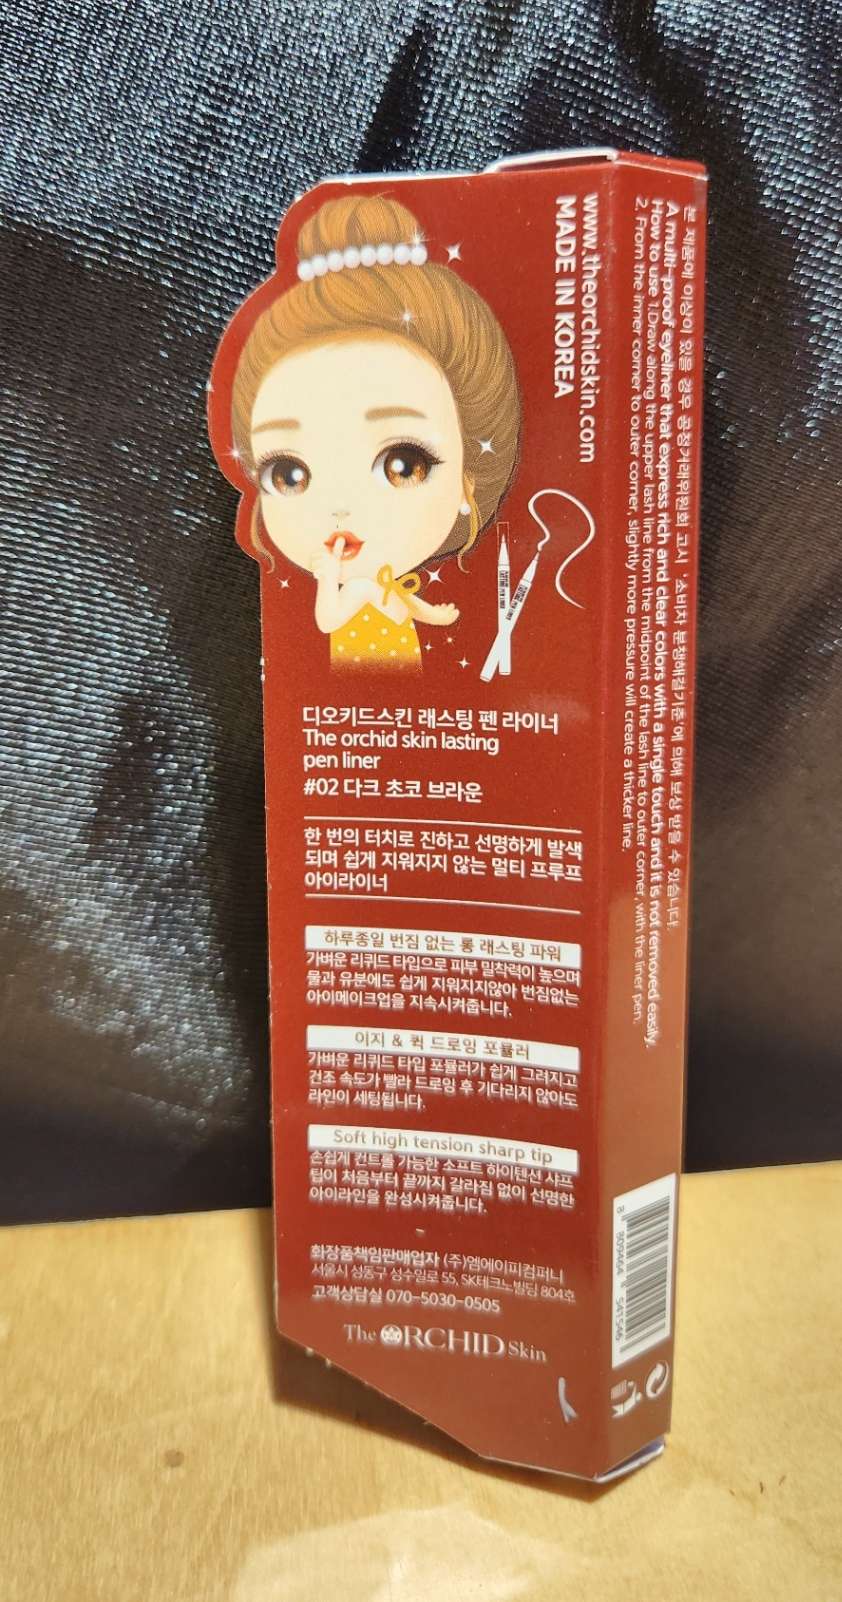 www.theorchidskin.com
MADE IN KOREA
디오키드스킨 래스팅 펜 라이너
The orchid skin lasting
pen liner
#02 다크 초코 브라운
한 번의 터치로 진하고 선명하게 발색
되며 쉽게 지워지지 않는 멀티 프루프
아이라이너
하루종일 번짐 없는 롱 래스팅 파워
가벼운 리퀴드 타입으로 피부 밀착력이 높으며
물과 유분에도 쉽게 지워지지않아 번짐없는
아이메이크업을 지속시켜줍니다.
이지 & 퀵 드로잉 포뮬러
가벼운 리퀴드 타입 포뮬러가 쉽게 그려지고
건조 속도가 빨라 드로잉 후 기다리지 않아도
라인이 세팅됩니다.
Soft high tension sharp tip
손쉽게 컨트롤 가능한 소프트 하이텐션 샤프
팁이 처음부터 끝까지 갈라짐 없이 선명한
아이라인을 완성시켜줍니다.
화장품책임판매업자 (주)엠에이피컴퍼니
서울시 성동구 성수일로 55, SK테크노빌딩 804호
고객상담실 070-5030-0505
The ORCHID Skin
본 제품에 이상이 있을 경우 공정거래위원회 고시 '소비자 분쟁해결기준'에 의해 보상 받을 수 있습니다.
A multi-proof eyeliner that express rich and clear colors with a single touch and it is not removed easily.
How to use 1.Draw along the upper lash line from the midpoint of the lash line to outer corner, with the liner pen.
2. From the inner corner to outer corner, slightly more pressure will create a thicker line.
8 809464 541546